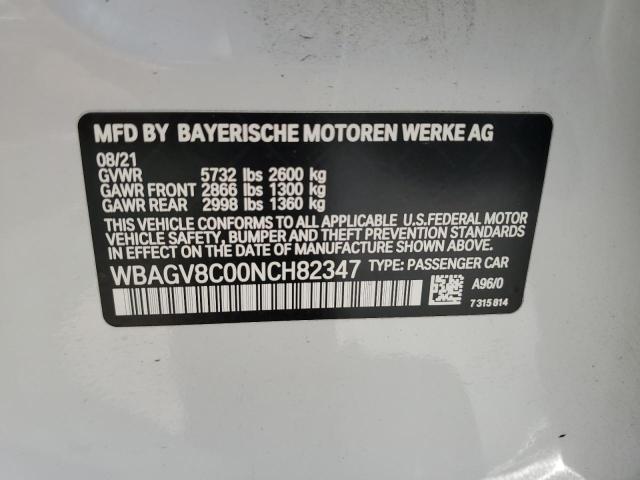 MFD BY BAYERISCHE MOTOREN WERKE AG
08/21
GVWR 5732 lbs 2600 kg
GAWR FRONT 2866 lbs 1300 kg
GAWR REAR 2998 lbs 1360 kg
THIS VEHICLE CONFORMS TO ALL APPLICABLE U.S.FEDERAL MOTOR
VEHICLE SAFETY, BUMPER, AND THEFT PREVENTION STANDARDS
IN EFFECT ON THE DATE OF MANUFACTURE SHOWN ABOVE.
WBAGV8C00NCH82347 TYPE: PASSENGER CAR
A96/0
7 315 814